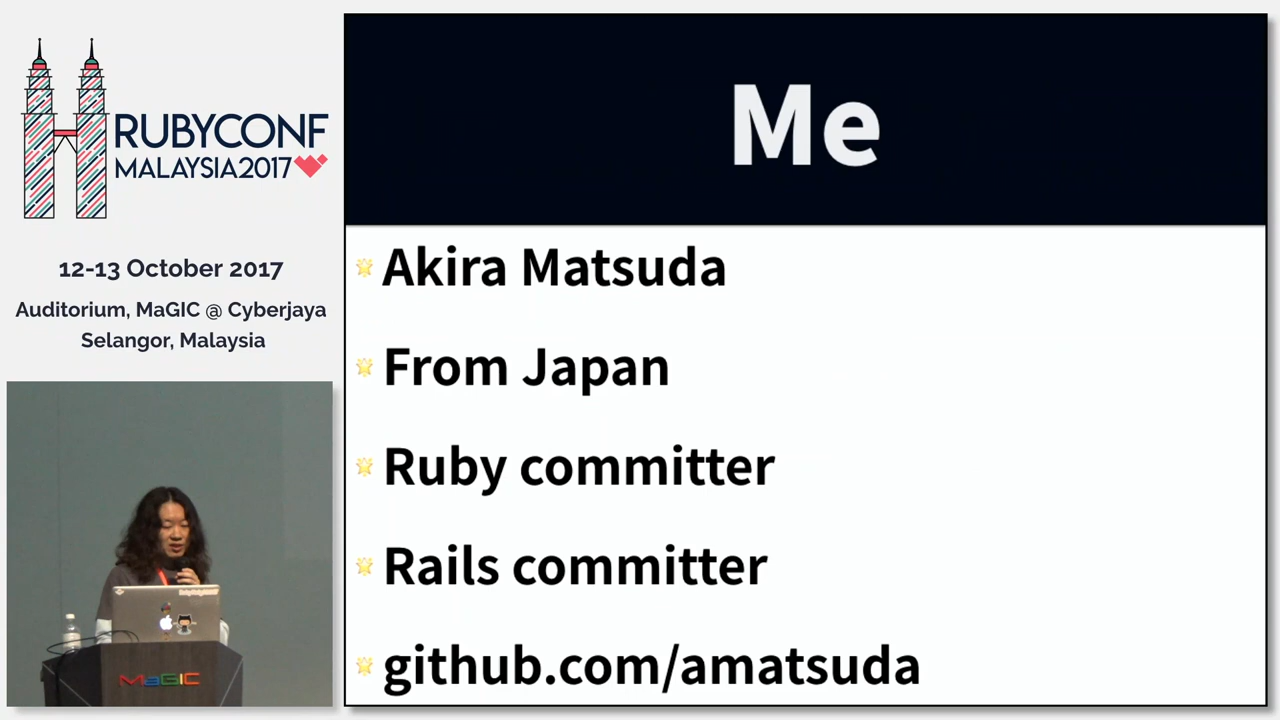 RUBYCONF
MALAYSIA2017
12-13 October 2017
Auditorium, MaGIC @ Cyberjaya
Selangor, Malaysia
MaGIC
Me
Akira Matsuda
From Japan
Ruby committer
Rails committer
github.com/amatsuda